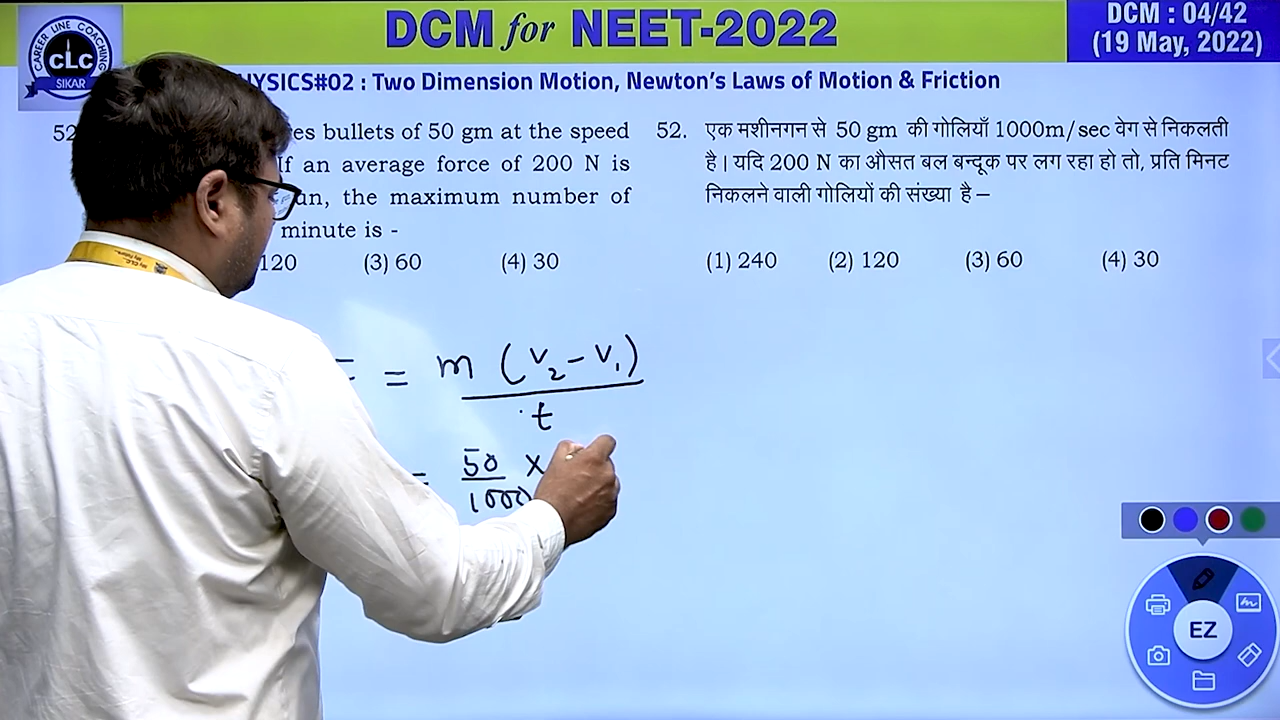 DCM for NEET-2022
DCM : 04/42
(19 May, 2022)
CAREER LINE COACHING
CLC
SIKAR
YSICS#02 : Two Dimension Motion, Newton's Laws of Motion & Friction
52
es bullets of 50 gm at the speed
If an average force of 200 N is
un, the maximum number of
minute is -
120 (3) 60 (4) 30
52. एक मशीनगन से 50 gm की गोलियाँ 1000m/sec वेग से निकलती
है। यदि 200 N का औसत बल बन्दूक पर लग रहा हो तो, प्रति मिनट
निकलने वाली गोलियों की संख्या है –
(1) 240 (2) 120 (3) 60 (4) 30
= m (v₂ - v₁)
t
= 50 ×
1000
EZ